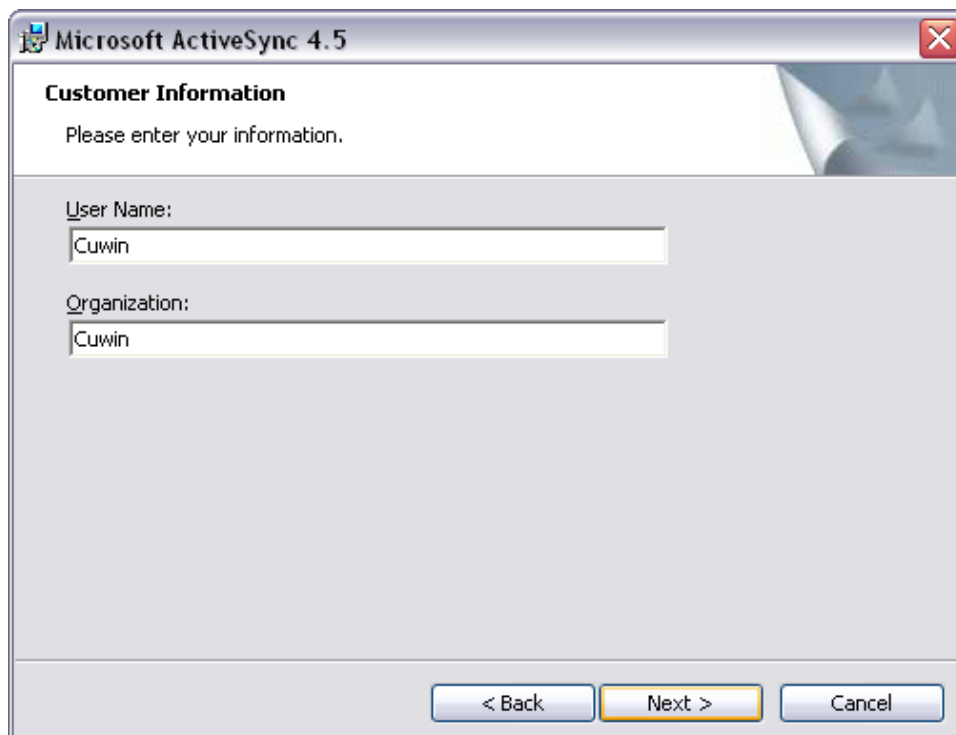 Microsoft ActiveSync 4.5
Customer Information
Please enter your information.
User Name:
Cuwin
Organization:
Cuwin
< Back Next > Cancel